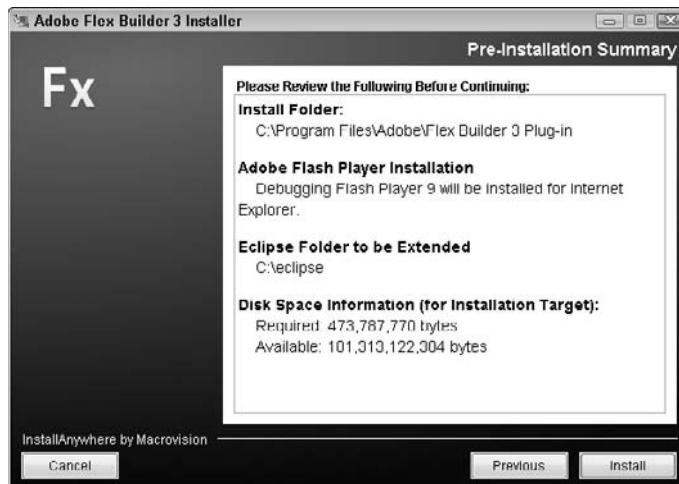 Adobe Flex Builder 3 Installer
Pre-Installation Summary
Fx
Please Review the Following Before Continuing:
Install Folder:
C:\Program Files\Adobe\Flex Builder 3 Plug-in
Adobe Flash Player Installation
Debugging Flash Player 9 will be installed for Internet
Explorer.
Eclipse Folder to be Extended
C:\eclipse
Disk Space Information (for Installation Target):
Required: 473,787,770 bytes
Available: 101,313,122,304 bytes
InstallAnywhere by Macrovision
Cancel
Previous
Install